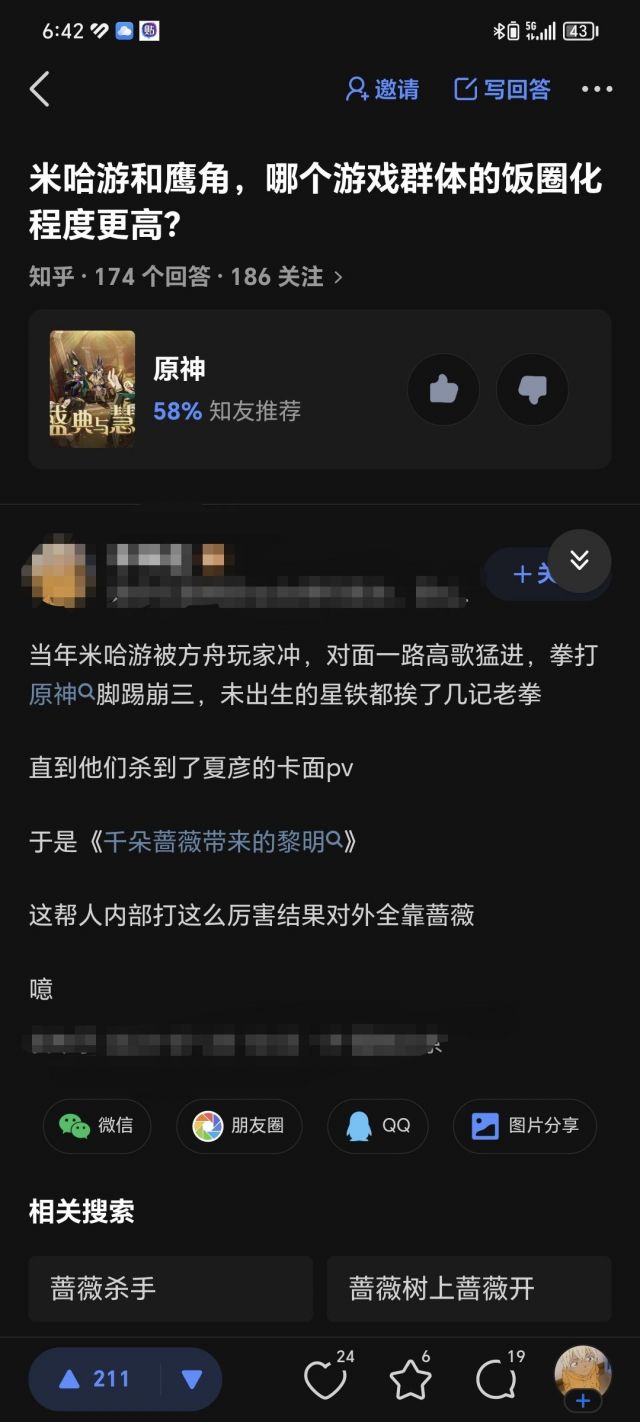 6:42
贴
5G
43
邀请
写回答
米哈游和鹰角，哪个游戏群体的饭圈化
程度更高？
知乎 · 174 个回答 · 186 关注
盛典与慧
原神
58% 知友推荐
当年米哈游被方舟玩家冲，对面一路高歌猛进，拳打
原神脚踢崩三，未出生的星铁都挨了几记老拳
直到他们杀到了夏彦的卡面pv
于是《千朵蔷薇带来的黎明》
这帮人内部打这么厉害结果对外全靠蔷薇
噫
微信
朋友圈
QQ
图片分享
相关搜索
蔷薇杀手
蔷薇树上蔷薇开
211
24
6
19